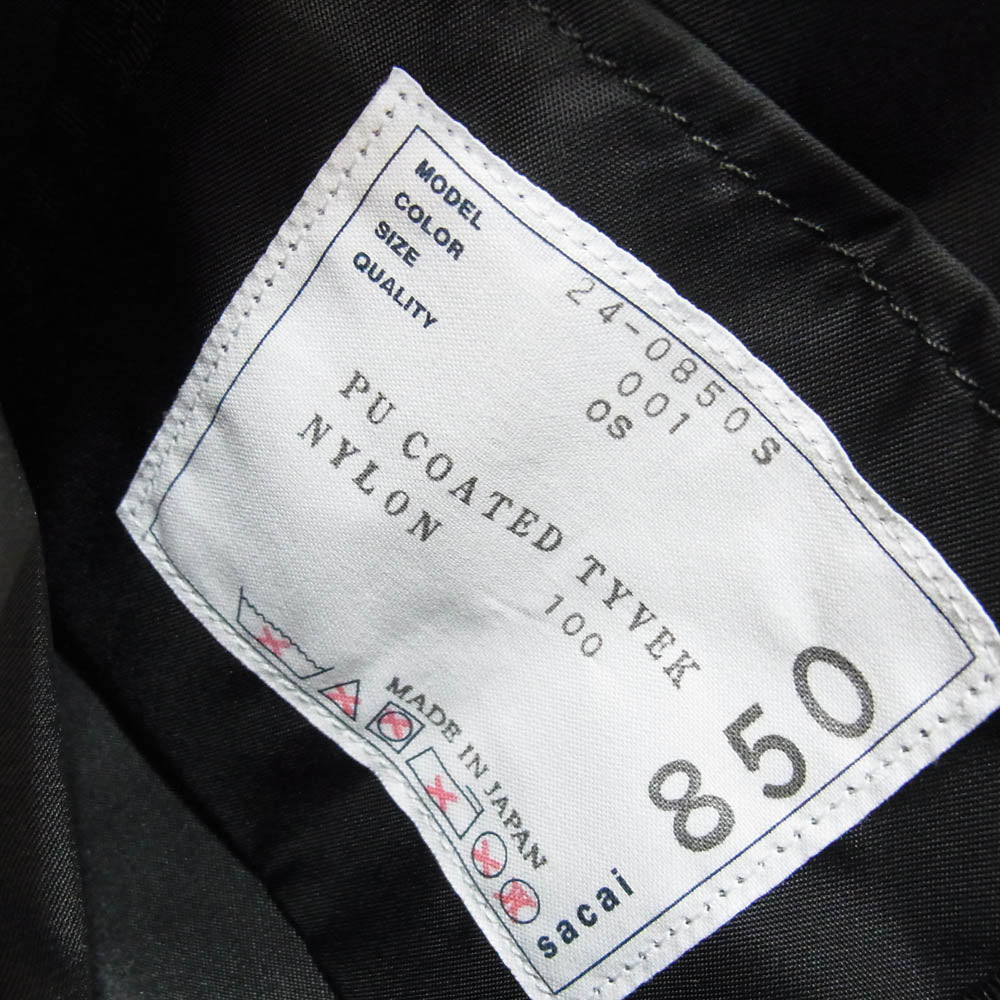 MODEL 24-0850S
COLOR 001
SIZE OS
QUALITY
PU COATED TYVEK
NYLON 100
850
MADE IN JAPAN
sacai